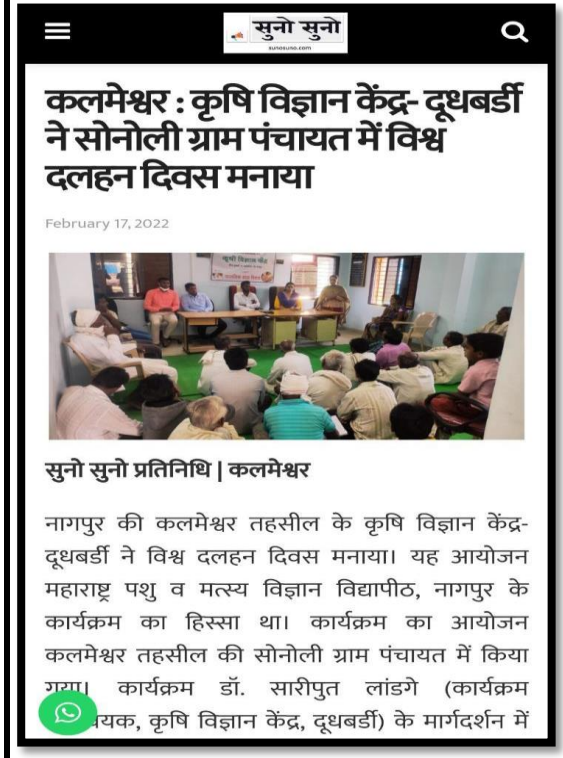 सुनो सुनो
sunosuno.com
कलमेश्वर : कृषि विज्ञान केंद्र- दूधबर्डी
ने सोनोली ग्राम पंचायत में विश्व
दलहन दिवस मनाया
February 17, 2022
सुनो सुनो प्रतिनिधि | कलमेश्वर
नागपुर की कलमेश्वर तहसील के कृषि विज्ञान केंद्र-
दूधबर्डी ने विश्व दलहन दिवस मनाया। यह आयोजन
महाराष्ट्र पशु व मत्स्य विज्ञान विद्यापीठ, नागपुर के
कार्यक्रम का हिस्सा था। कार्यक्रम का आयोजन
कलमेश्वर तहसील की सोनोली ग्राम पंचायत में किया
गया। कार्यक्रम डॉ. सारीपुत लांडगे (कार्यक्रम
कृषि विज्ञान केंद्र, दूधबर्डी) के मार्गदर्शन में